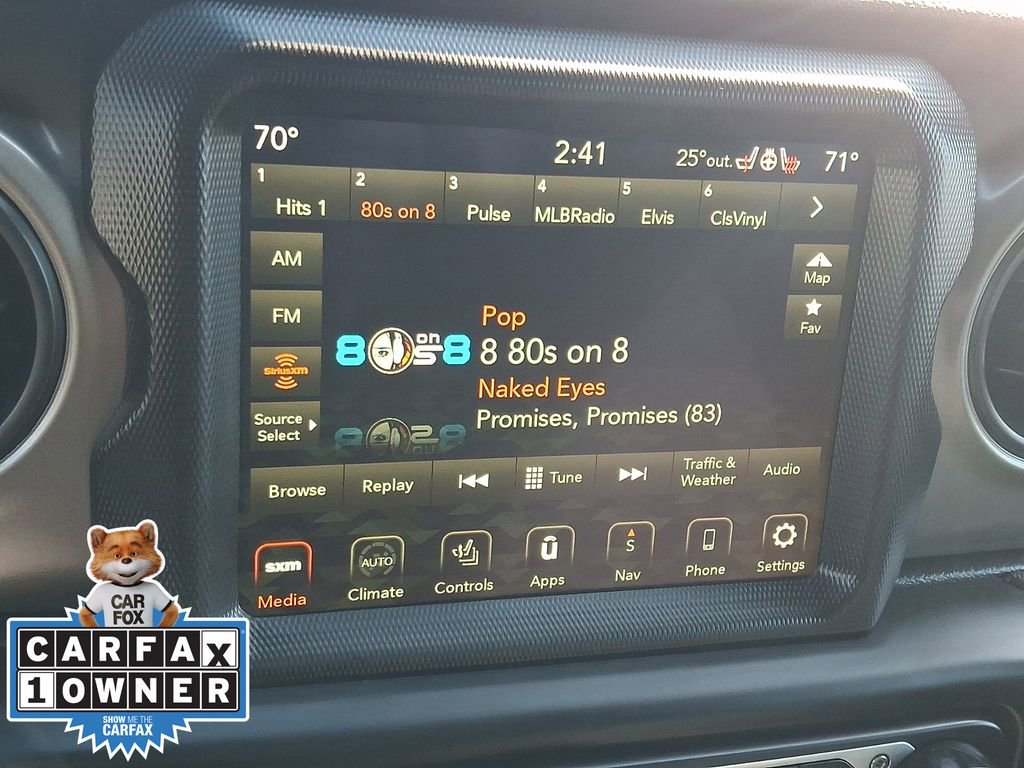 70°
2:41
25°out.
71°
1 Hits 1
2 80s on 8
3 Pulse
4 MLBRadio
5 Elvis
6 ClsVinyl
AM
Map
FM
Fav
Pop
8 on 80s 8
8 80s on 8
SiriusXM
Naked Eyes
Source Select
Promises, Promises (83)
Browse
Replay
Tune
Traffic & Weather
Audio
sxm
AUTO
û
S
Media
Climate
Controls
Apps
Nav
Phone
Settings
CAR
FOX
CARFAX
1 OWNER
SHOW ME THE
CARFAX